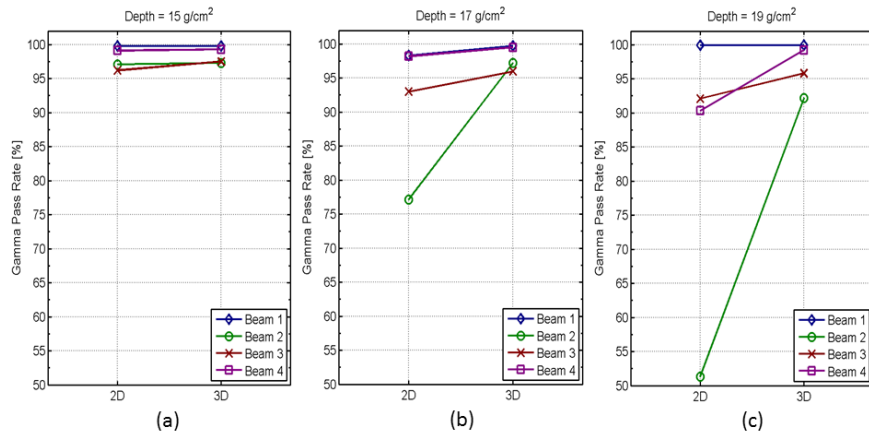 Depth = 15 g/cm²
Gamma Pass Rate [%]
100
95
90
85
80
75
70
65
60
55
50
Beam 1
Beam 2
Beam 3
Beam 4
2D 3D
(a)
Depth = 17 g/cm²
Gamma Pass Rate [%]
100
95
90
85
80
75
70
65
60
55
50
Beam 1
Beam 2
Beam 3
Beam 4
2D 3D
(b)
Depth = 19 g/cm²
Gamma Pass Rate [%]
100
95
90
85
80
75
70
65
60
55
50
Beam 1
Beam 2
Beam 3
Beam 4
2D 3D
(c)